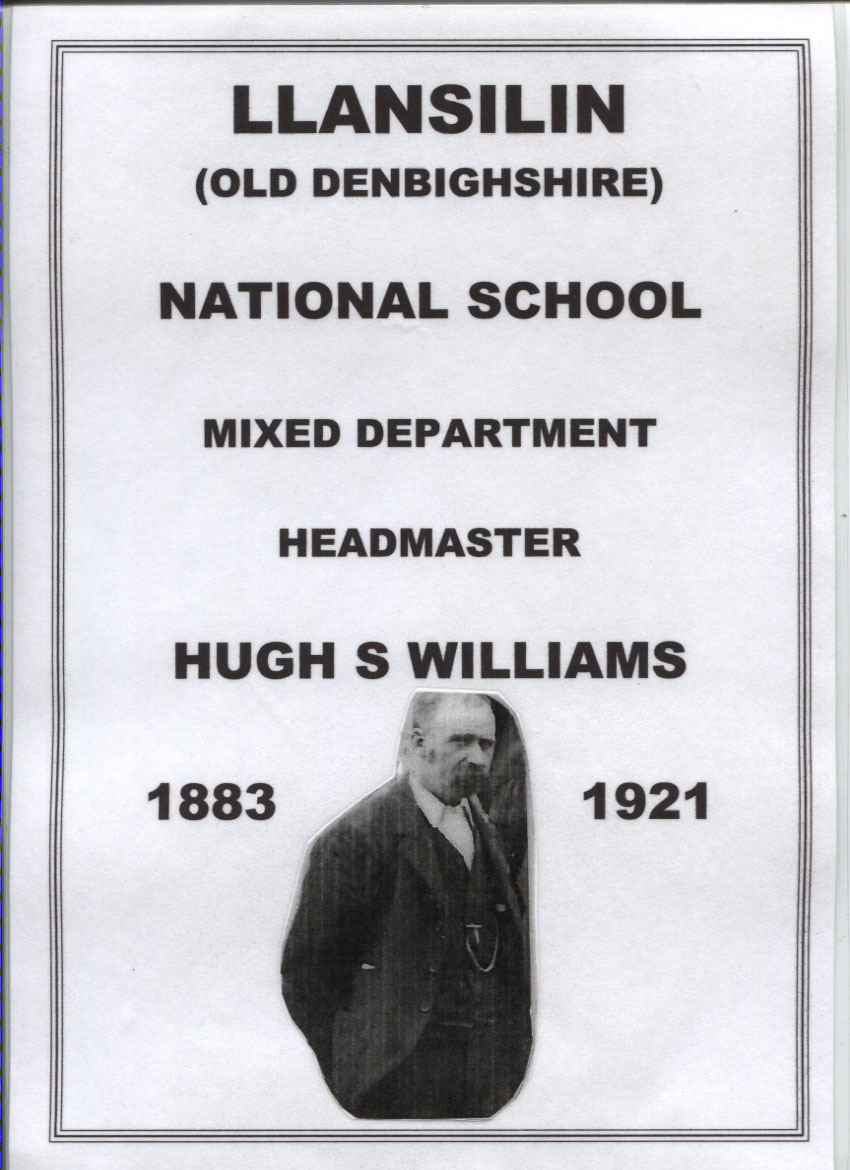 LLANSILIN
(OLD DENBIGHSHIRE)
NATIONAL SCHOOL
MIXED DEPARTMENT
HEADMASTER
HUGH S WILLIAMS
1883 1921